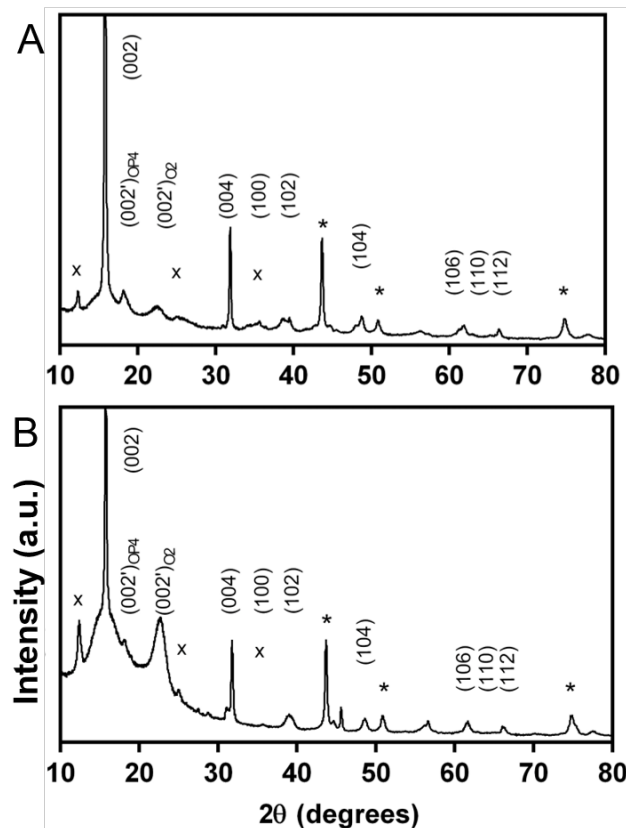 A
(002)
(002')OP4
(002')O2
(004)
(100)
(102)
(104)
(106)
(110)
(112)
x
x
x
*
*
*
10 20 30 40 50 60 70 80
B
(002)
(002')OP4
(002')O2
(004)
(100)
(102)
(104)
(106)
(110)
(112)
x
x
x
*
*
*
10 20 30 40 50 60 70 80
Intensity (a.u.)
2θ (degrees)